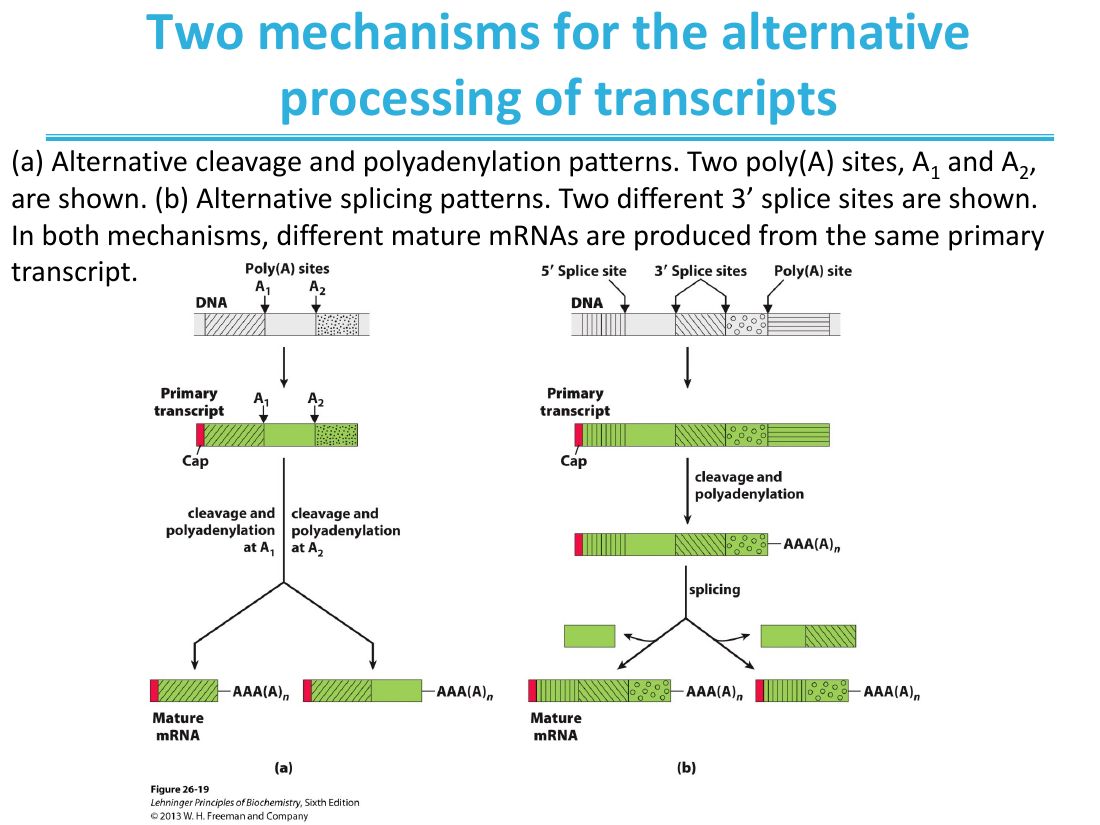 Two mechanisms for the alternative
processing of transcripts
(a) Alternative cleavage and polyadenylation patterns. Two poly(A) sites, A1 and A2,
are shown. (b) Alternative splicing patterns. Two different 3’ splice sites are shown.
In both mechanisms, different mature mRNAs are produced from the same primary
transcript.
Poly(A) sites
A1 A2
DNA
Primary
transcript
A1 A2
Cap
cleavage and
polyadenylation
at A1
cleavage and
polyadenylation
at A2
AAA(A)n
AAA(A)n
Mature
mRNA
(a)
5’ Splice site 3’ Splice sites Poly(A) site
DNA
Primary
transcript
Cap
cleavage and
polyadenylation
AAA(A)n
splicing
AAA(A)n
AAA(A)n
Mature
mRNA
(b)
Figure 26-19
Lehninger Principles of Biochemistry, Sixth Edition
© 2013 W. H. Freeman and Company